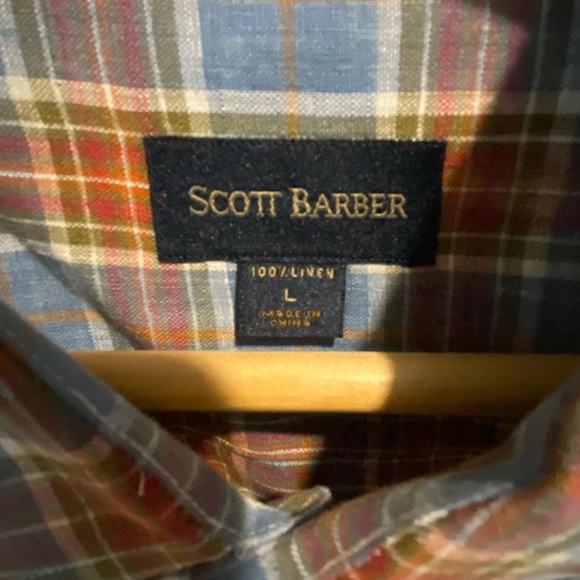 SCOTT BARBER
100% LINEN
L
MADE IN
CHINA